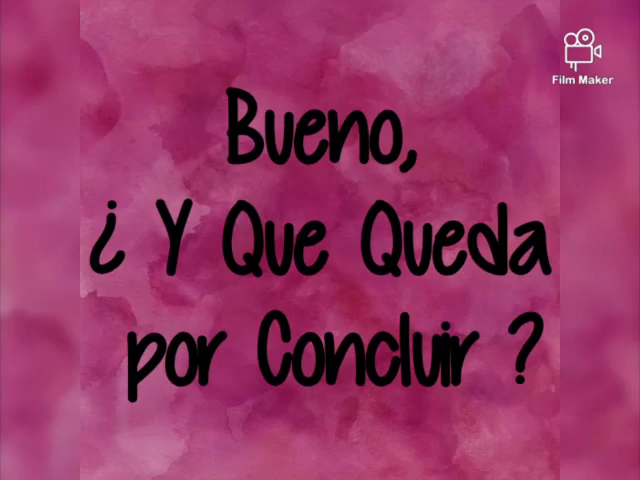 Film Maker
Bueno,
¿ Y Que Queda
por Concluir ?